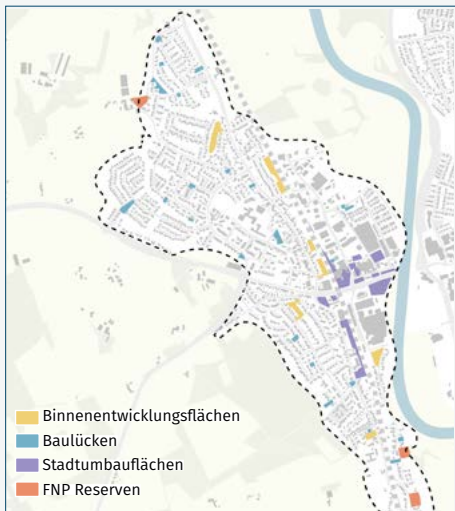 Binnenentwicklungsflächen
Baulücken
Stadtumbauflächen
FNP Reserven